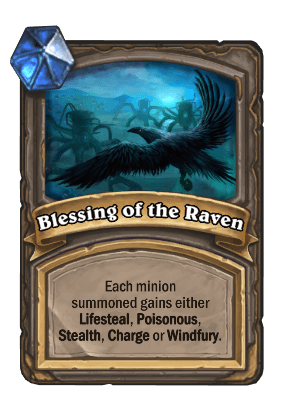 Blessing of the Raven
Each minion
summoned gains either
Lifesteal, Poisonous,
Stealth, Charge or Windfury.